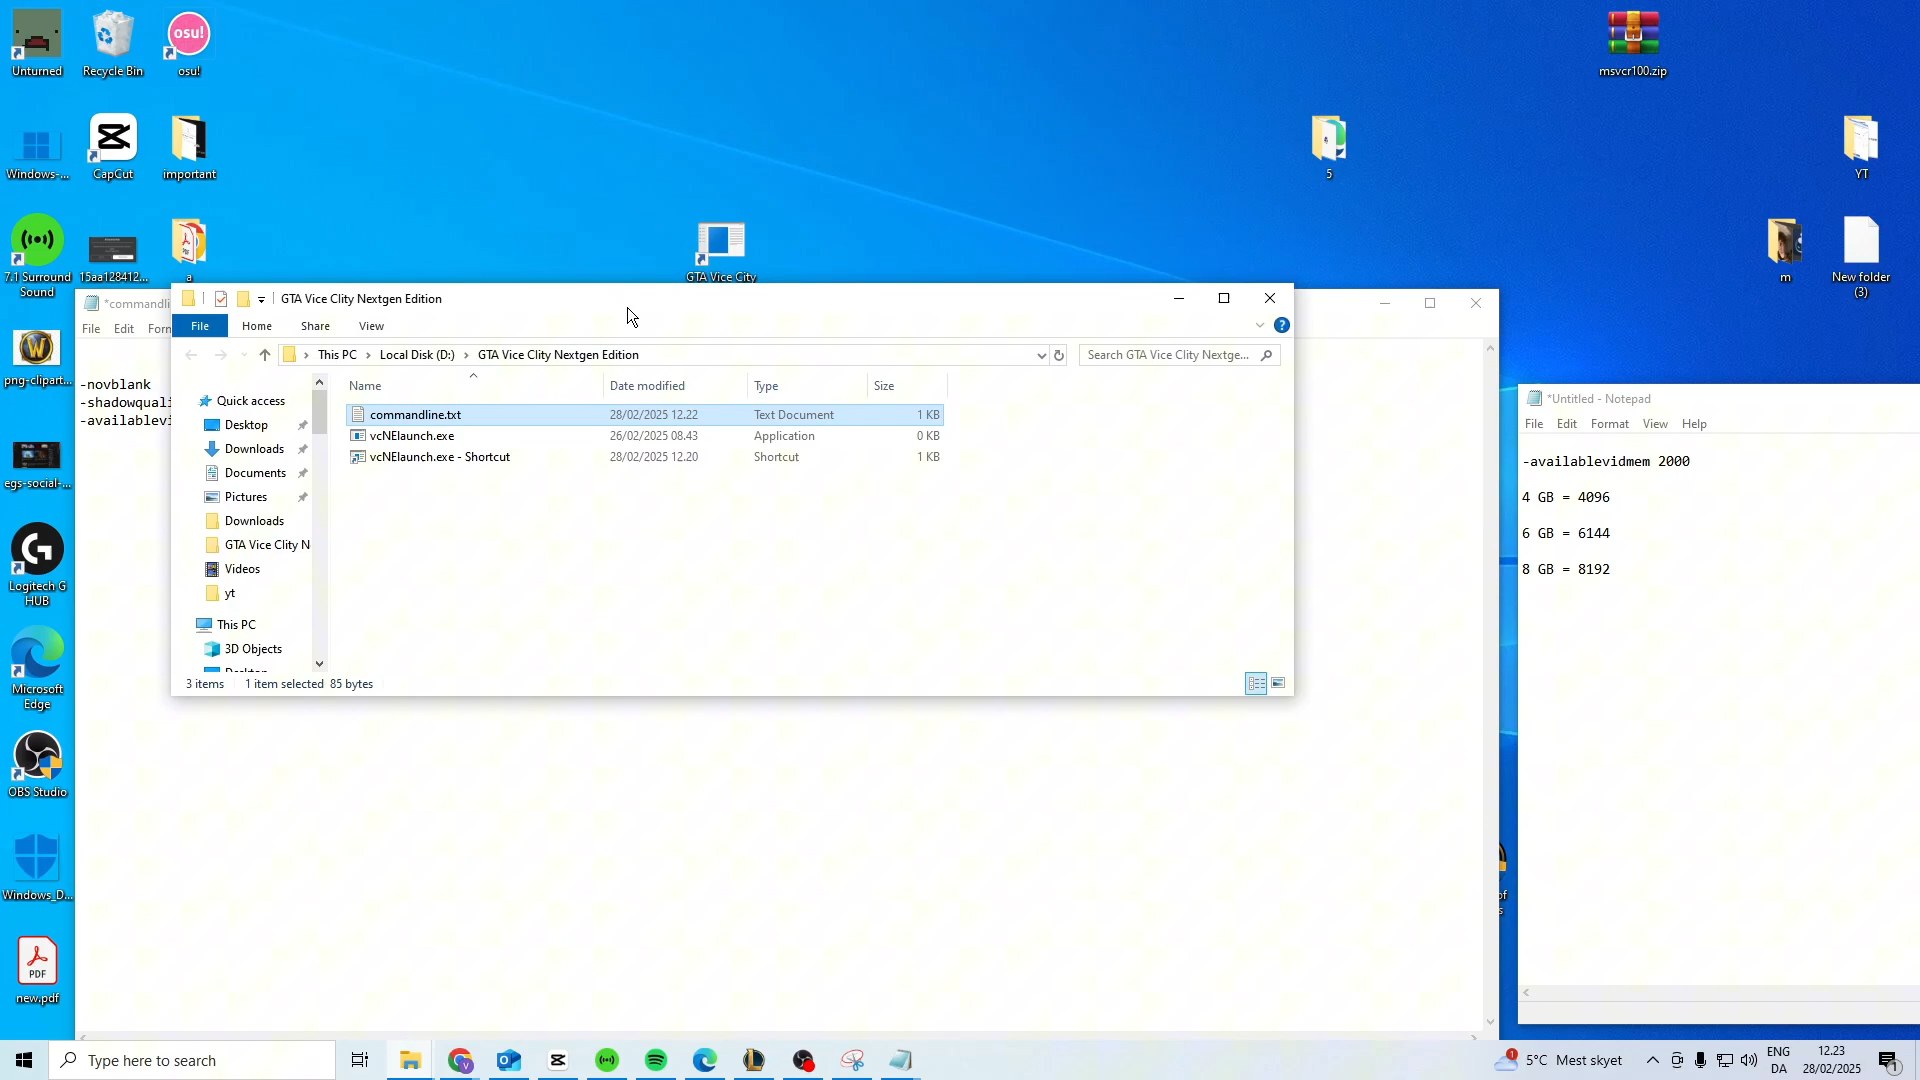 Unturned
Recycle Bin
osu!
osu!
msvcr100.zip
Windows-...
CapCut
important
5
YT
7.1 Surround
Sound
15aa128412...
a
GTA Vice City
m
New folder
(3)
*commandli
File Edit Forn
-novblank
-shadowquali
-availablevi
GTA Vice Clity Nextgen Edition
File Home Share View
This PC Local Disk (D:) GTA Vice Clity Nextgen Edition
Search GTA Vice Clity Nextge...
Name Date modified Type Size
commandline.txt 28/02/2025 12.22 Text Document 1 KB
vcNElaunch.exe 26/02/2025 08.43 Application 0 KB
vcNElaunch.exe - Shortcut 28/02/2025 12.20 Shortcut 1 KB
Quick access
Desktop
Downloads
Documents
Pictures
Downloads
GTA Vice Clity N
Videos
yt
This PC
3D Objects
Desktop
3 items 1 item selected 85 bytes
*Untitled - Notepad
File Edit Format View Help
-availablevidmem 2000
4 GB = 4096
6 GB = 6144
8 GB = 8192
png-clipart...
egs-social-...
Logitech G
HUB
Microsoft
Edge
OBS Studio
Windows_D...
PDF
new.pdf
of
s
Type here to search
1
5°C Mest skyet
ENG
DA
12.23
28/02/2025
1